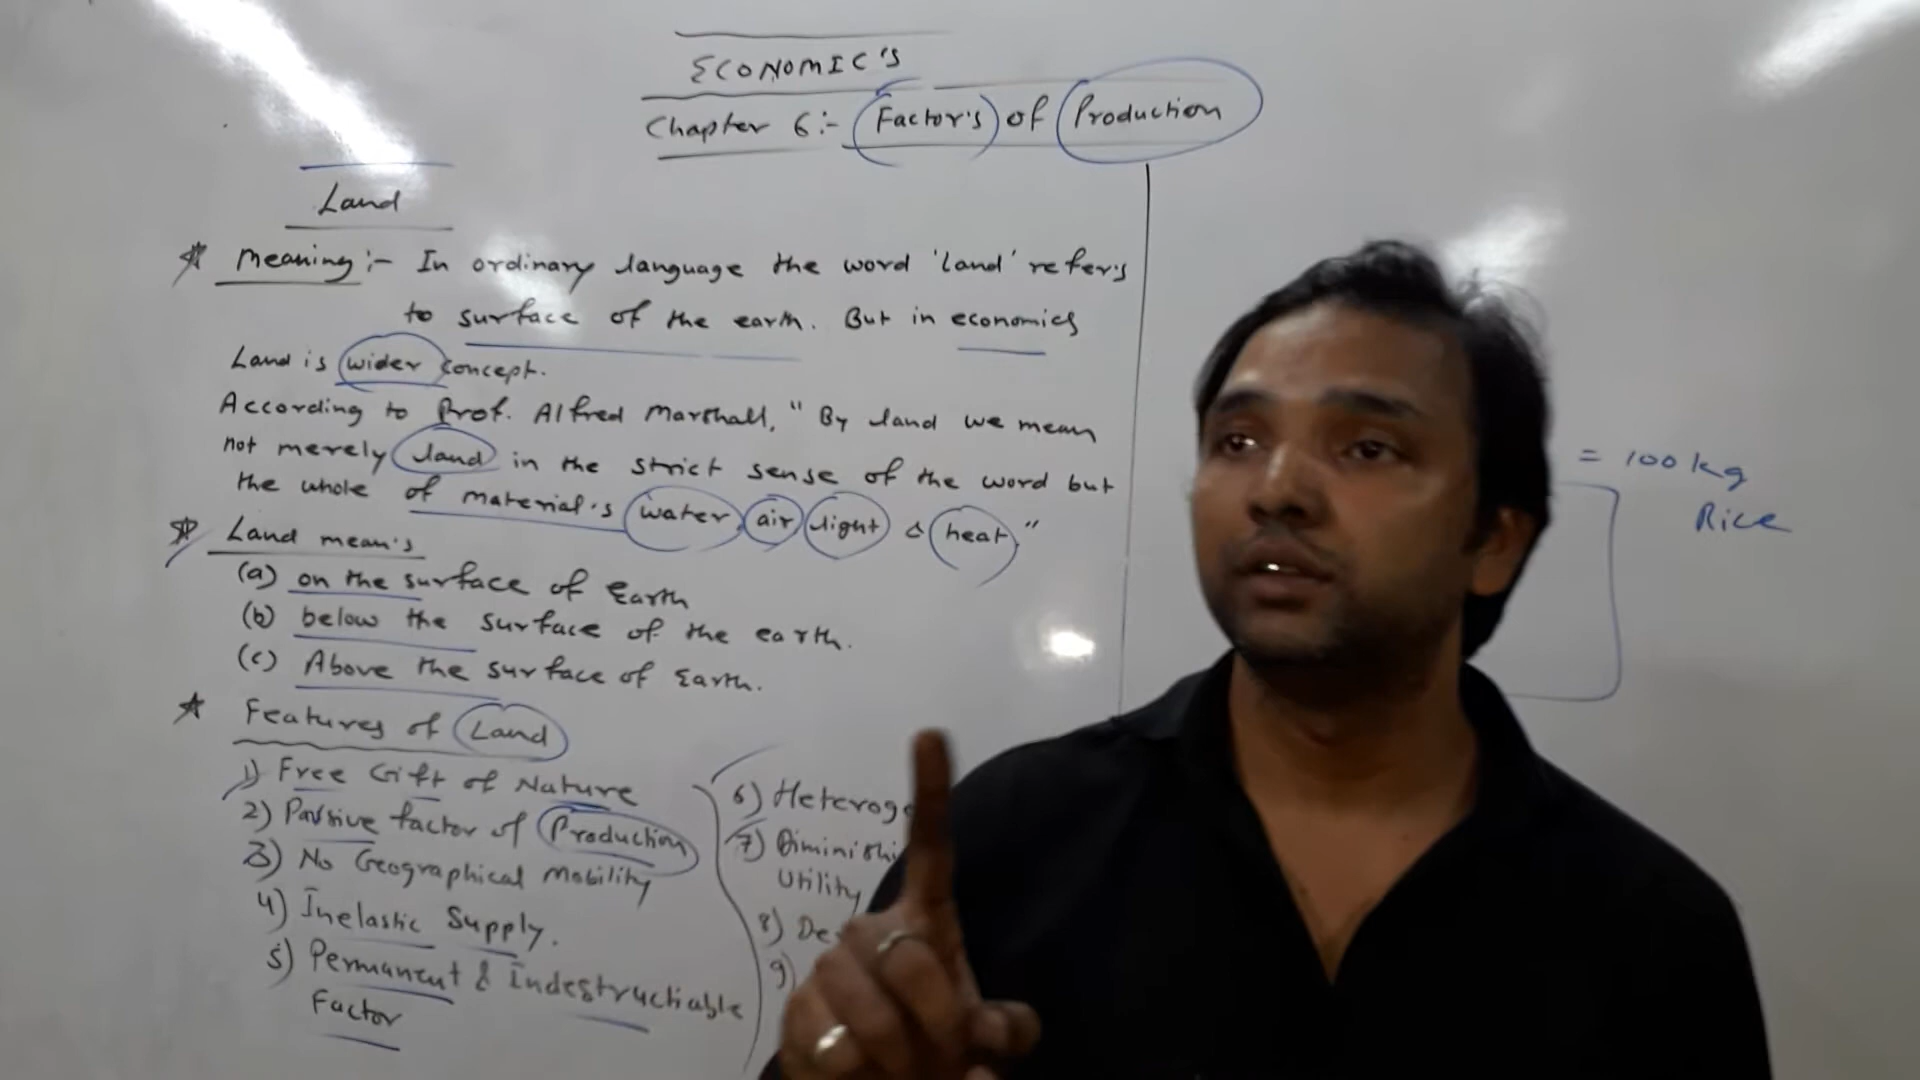 ECONOMIC'S
Chapter 6:- Factor's of Production
Land
Meaning:- In ordinary language the word 'land' refer's
to surface of the earth. But in economics
Land is wider concept.
According to Prof. Alfred Marshall, "By land we mean
not merely land in the strict sense of the word but
the whole of material's water, air, light & heat."
Land mean's
(a) on the surface of Earth
(b) below the surface of the earth.
(c) Above the surface of Earth.
Features of Land
1) Free Gift of Nature
2) Passive factor of Production
3) No Geographical Mobility
4) Inelastic Supply.
5) Permanent & Indestructiable
Factor
6) Heterog
7) Diminishi
Utility
8) De
9)
= 100 kg
Rice